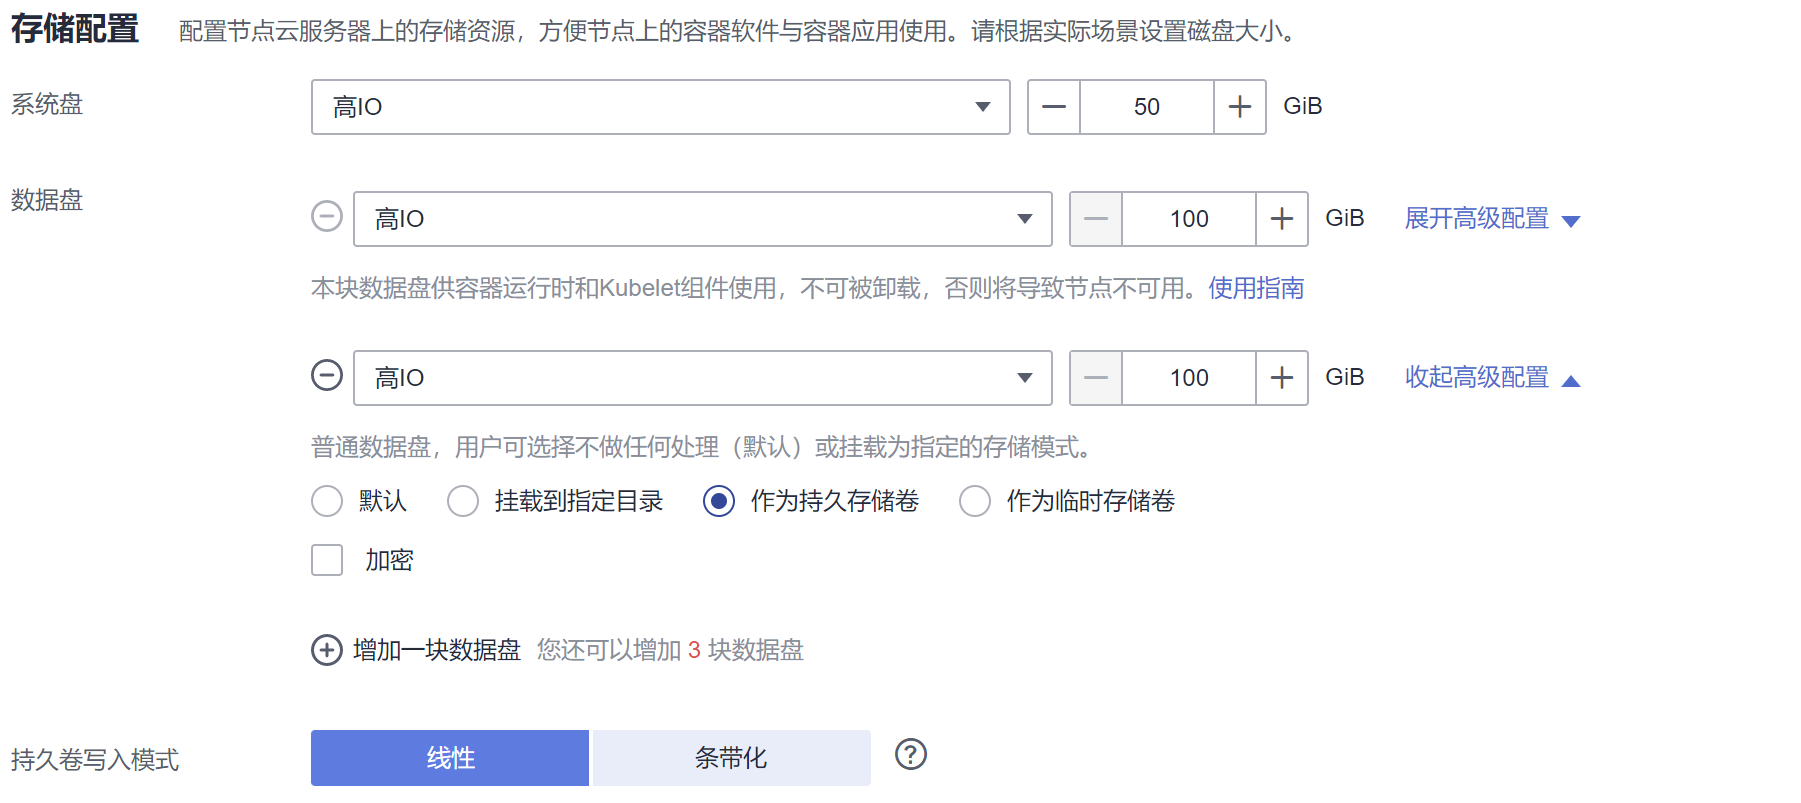 存储配置 配置节点云服务器上的存储资源，方便节点上的容器软件与容器应用使用。请根据实际场景设置磁盘大小。
系统盘 高IO 50 GiB
数据盘 高IO 100 GiB 展开高级配置
本块数据盘供容器运行时和Kubelet组件使用，不可被卸载，否则将导致节点不可用。使用指南
高IO 100 GiB 收起高级配置
普通数据盘，用户可选择不做任何处理（默认）或挂载为指定的存储模式。
默认 挂载到指定目录 作为持久存储卷 作为临时存储卷
加密
增加一块数据盘 您还可以增加 3 块数据盘
持久卷写入模式 线性 条带化